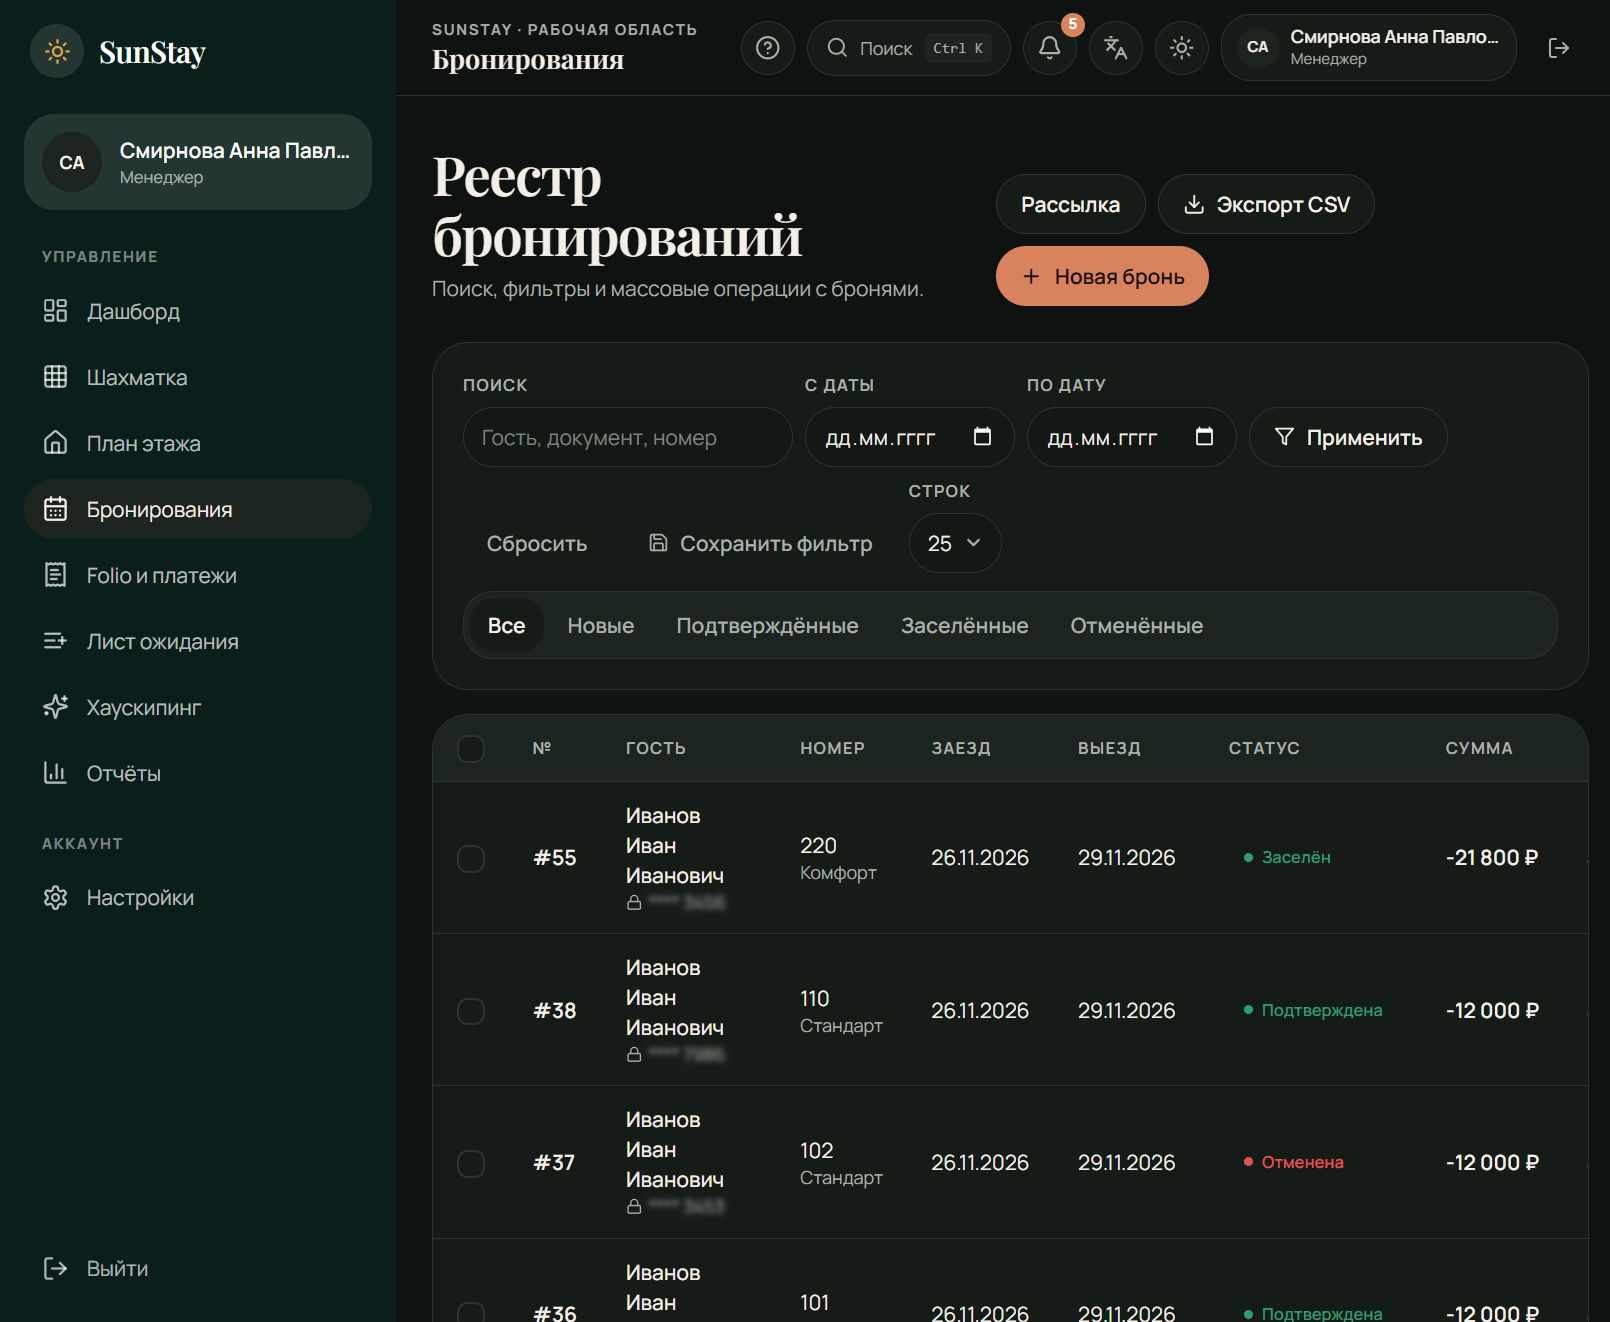 SunStay
СА
Смирнова Анна Павл...
Менеджер
УПРАВЛЕНИЕ
Дашборд
Шахматка
План этажа
Бронирования
Folio и платежи
Лист ожидания
Хаускипинг
Отчёты
АККАУНТ
Настройки
Выйти
SUNSTAY · РАБОЧАЯ ОБЛАСТЬ
Бронирования
Поиск Ctrl K
5
СА
Смирнова Анна Павло...
Менеджер
Реестр
бронирований
Поиск, фильтры и массовые операции с бронями.
Рассылка
Экспорт CSV
Новая бронь
ПОИСК
С ДАТЫ
ПО ДАТУ
Гость, документ, номер
дд.мм.гггг
дд.мм.гггг
Применить
Сбросить
Сохранить фильтр
СТРОК
25
Все Новые Подтверждённые Заселённые Отменённые
№ ГОСТЬ НОМЕР ЗАЕЗД ВЫЕЗД СТАТУС СУММА
#55
Иванов
Иван
Иванович
220
Комфорт
26.11.2026
29.11.2026
Заселён
-21 800 ₽
#38
Иванов
Иван
Иванович
110
Стандарт
26.11.2026
29.11.2026
Подтверждена
-12 000 ₽
#37
Иванов
Иван
Иванович
102
Стандарт
26.11.2026
29.11.2026
Отменена
-12 000 ₽
#36
Иванов
Иван
101
26.11.2026
29.11.2026
Подтверждена
-12 000 ₽